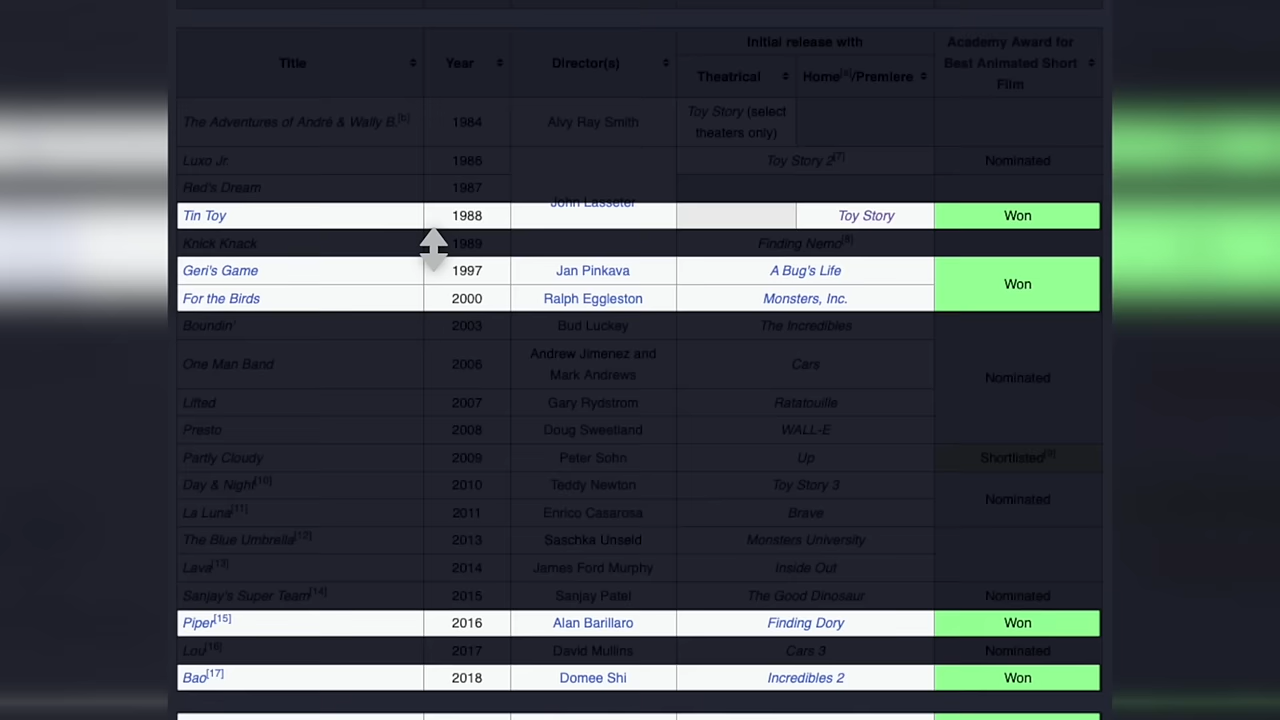 Initial release with
Academy Award for Best Animated Short Film
Title Year Director(s) Theatrical Home[a]/Premiere
The Adventures of André & Wally B.[b] 1984 Alvy Ray Smith Toy Story (select theaters only)
Luxo Jr. 1986 Toy Story 2[7] Nominated
Red's Dream 1987
John Lasseter
Tin Toy 1988 Toy Story Won
Knick Knack 1989 Finding Nemo[8]
Geri's Game 1997 Jan Pinkava A Bug's Life Won
For the Birds 2000 Ralph Eggleston Monsters, Inc.
Boundin' 2003 Bud Luckey The Incredibles
One Man Band 2006 Andrew Jimenez and Mark Andrews Cars Nominated
Lifted 2007 Gary Rydstrom Ratatouille
Presto 2008 Doug Sweetland WALL-E
Partly Cloudy 2009 Peter Sohn Up Shortlisted[9]
Day & Night[10] 2010 Teddy Newton Toy Story 3 Nominated
La Luna[11] 2011 Enrico Casarosa Brave
The Blue Umbrella[12] 2013 Saschka Unseld Monsters University
Lava[13] 2014 James Ford Murphy Inside Out
Sanjay's Super Team[14] 2015 Sanjay Patel The Good Dinosaur Nominated
Piper[15] 2016 Alan Barillaro Finding Dory Won
Lou[16] 2017 David Mullins Cars 3 Nominated
Bao[17] 2018 Domee Shi Incredibles 2 Won